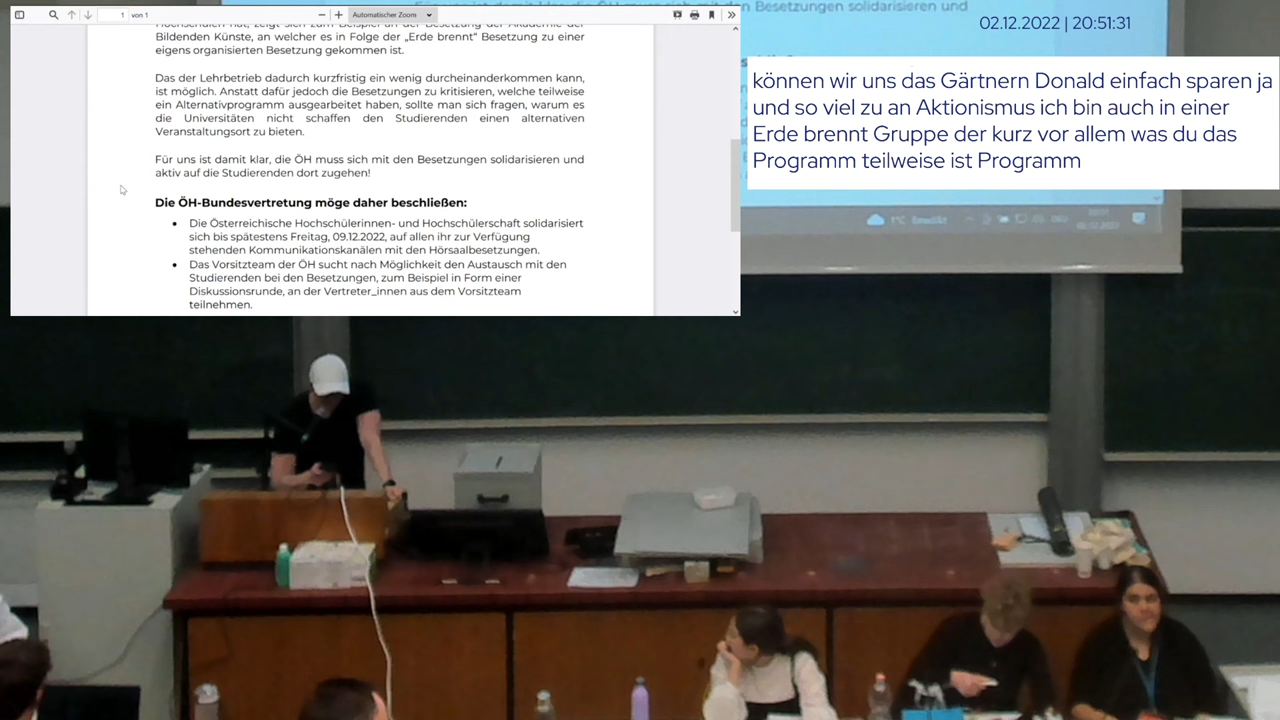 1 von 1
Automatischer Zoom
Bildenden Künste, an welcher es in Folge der „Erde brennt“ Besetzung zu einer
eigens organisierten Besetzung gekommen ist.
Das der Lehrbetrieb dadurch kurzfristig ein wenig durcheinanderkommen kann,
ist möglich. Anstatt dafür jedoch die Besetzungen zu kritisieren, welche teilweise
ein Alternativprogramm ausgearbeitet haben, sollte man sich fragen, warum es
die Universitäten nicht schaffen den Studierenden einen alternativen
Veranstaltungsort zu bieten.
Für uns ist damit klar, die ÖH muss sich mit den Besetzungen solidarisieren und
aktiv auf die Studierenden dort zugehen!
Die ÖH-Bundesvertretung möge daher beschließen:
• Die Österreichische Hochschülerinnen- und Hochschülerschaft solidarisiert
sich bis spätestens Freitag, 09.12.2022, auf allen ihr zur Verfügung
stehenden Kommunikationskanälen mit den Hörsaalbesetzungen.
• Das Vorsitzteam der ÖH sucht nach Möglichkeit den Austausch mit den
Studierenden bei den Besetzungen, zum Beispiel in Form einer
Diskussionsrunde, an der Vertreter_innen aus dem Vorsitzteam
teilnehmen.
den Besetzungen solidarisieren und
02.12.2022 | 20:51:31
können wir uns das Gärtnern Donald einfach sparen ja
und so viel zu an Aktionismus ich bin auch in einer
Erde brennt Gruppe der kurz vor allem was du das
Programm teilweise ist Programm